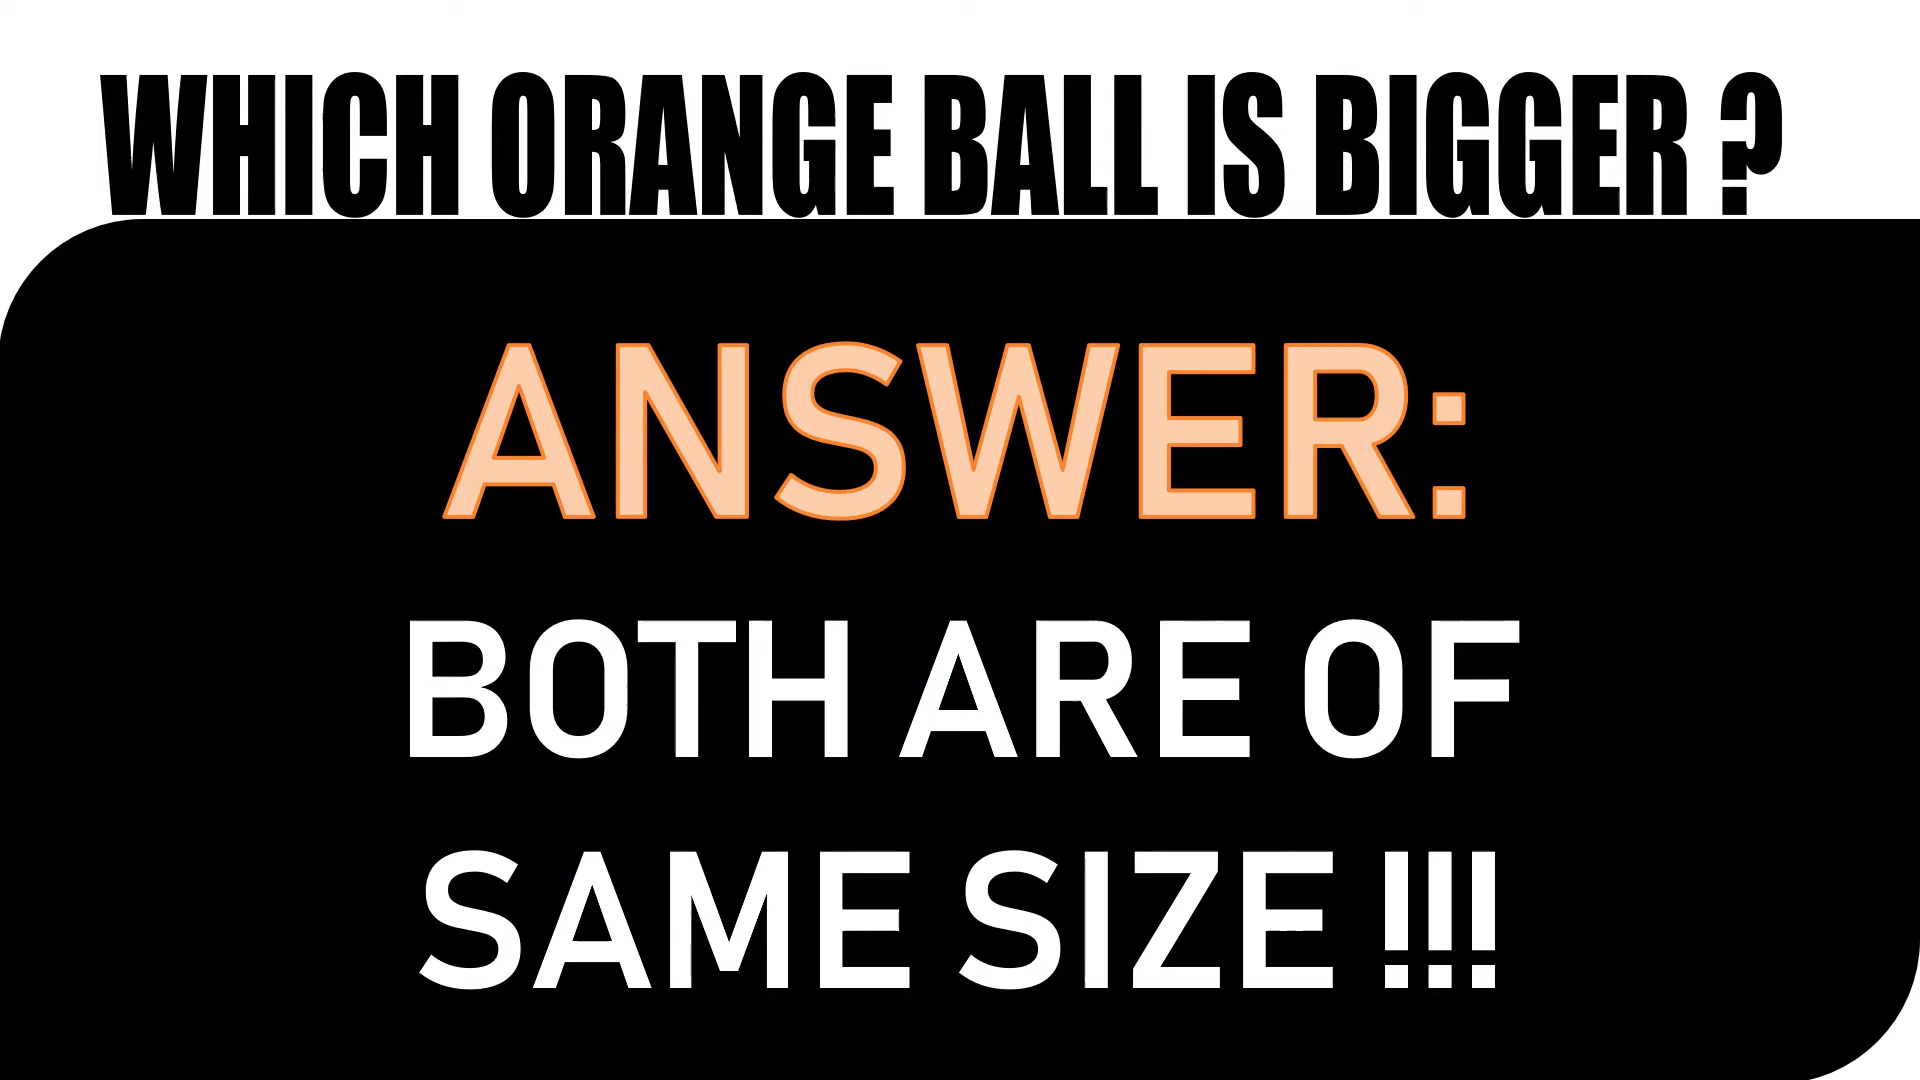 WHICH ORANGE BALL IS BIGGER ?
ANSWER:
BOTH ARE OF
SAME SIZE !!!